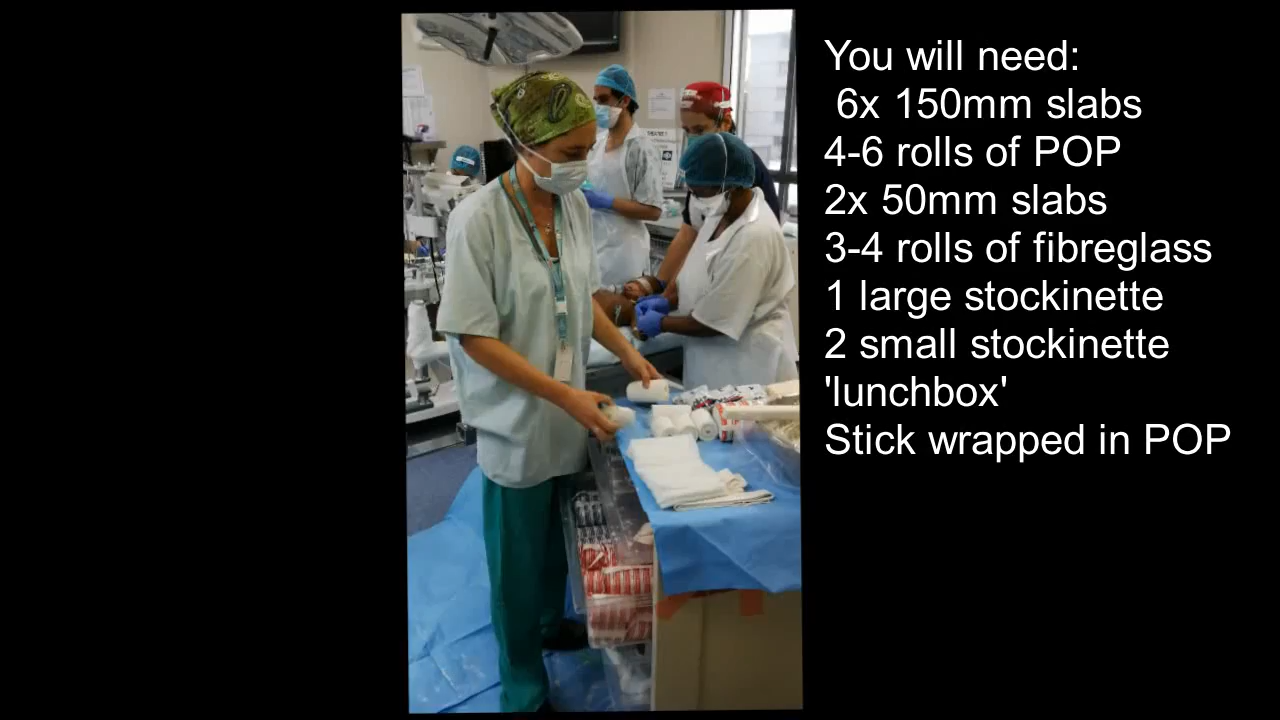 You will need:
6x 150mm slabs
4-6 rolls of POP
2x 50mm slabs
3-4 rolls of fibreglass
1 large stockinette
2 small stockinette
'lunchbox'
Stick wrapped in POP